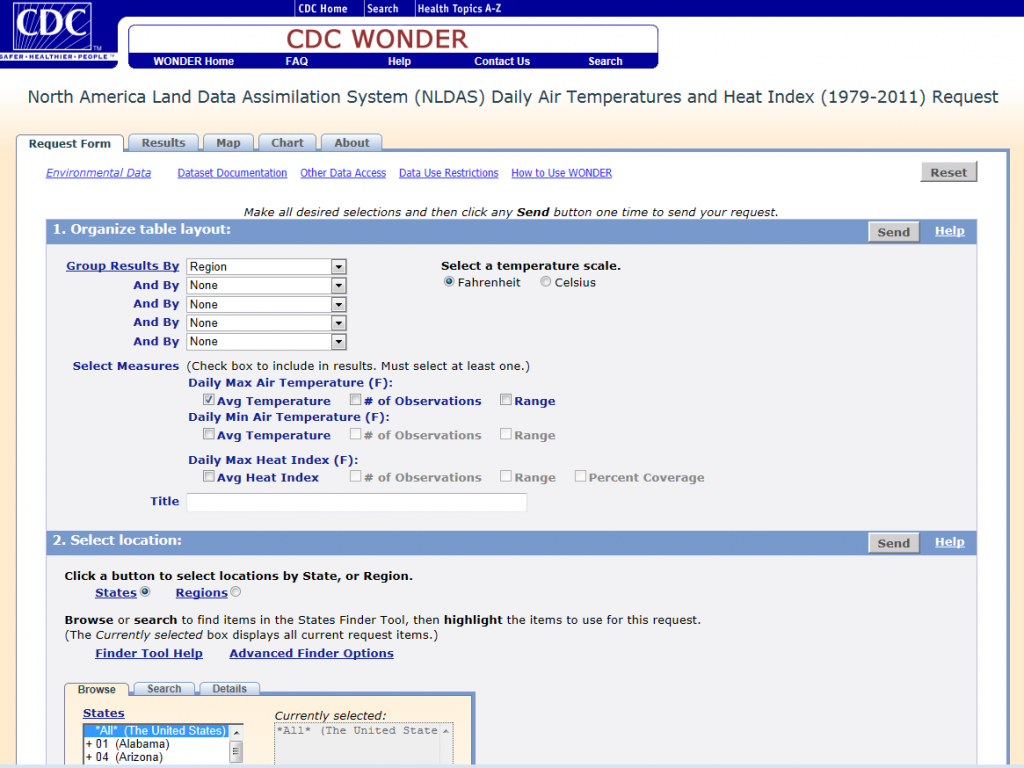 CDC Home Search Health Topics A-Z
CDC
TM
SAFER•HEALTHIER•PEOPLE™
CDC WONDER
WONDER Home FAQ Help Contact Us Search
North America Land Data Assimilation System (NLDAS) Daily Air Temperatures and Heat Index (1979-2011) Request
Request Form Results Map Chart About
Environmental Data Dataset Documentation Other Data Access Data Use Restrictions How to Use WONDER Reset
Make all desired selections and then click any Send button one time to send your request.
1. Organize table layout: Send Help
Group Results By Region Select a temperature scale.
And By None Fahrenheit Celsius
And By None
And By None
And By None
Select Measures (Check box to include in results. Must select at least one.)
Daily Max Air Temperature (F):
Avg Temperature # of Observations Range
Daily Min Air Temperature (F):
Avg Temperature # of Observations Range
Daily Max Heat Index (F):
Avg Heat Index # of Observations Range Percent Coverage
Title
2. Select location: Send Help
Click a button to select locations by State, or Region.
States Regions
Browse or search to find items in the States Finder Tool, then highlight the items to use for this request.
(The Currently selected box displays all current request items.)
Finder Tool Help Advanced Finder Options
Browse Search Details
States Currently selected:
*All* (The United States) *All* (The United State
+ 01 (Alabama)
+ 04 (Arizona)